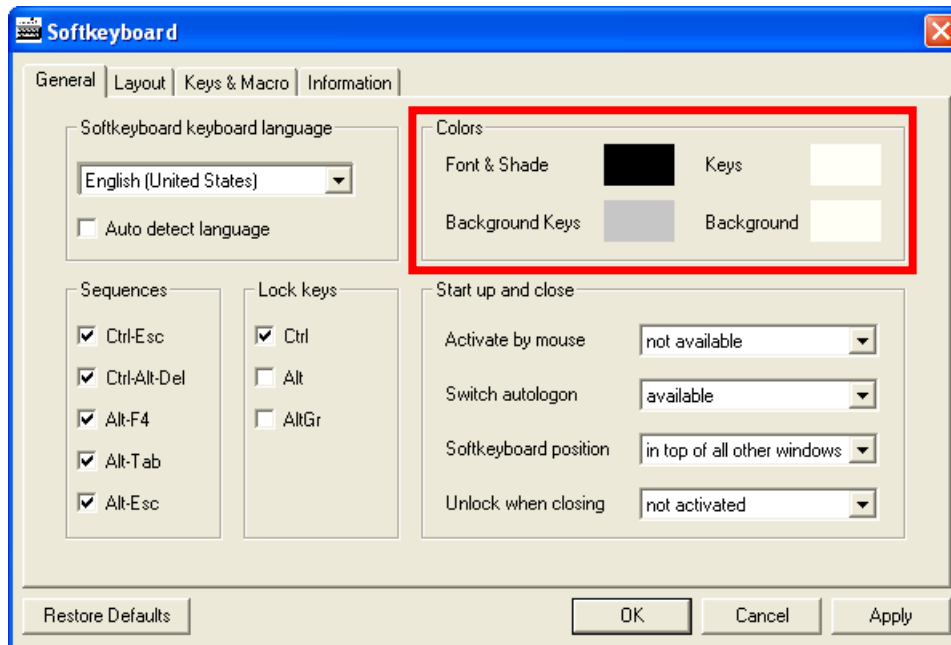 Softkeyboard
General Layout Keys & Macro Information
Softkeyboard keyboard language
English (United States)
Auto detect language
Colors
Font & Shade Keys
Background Keys Background
Sequences
Ctrl-Esc
Ctrl-Alt-Del
Alt-F4
Alt-Tab
Alt-Esc
Lock keys
Ctrl
Alt
AltGr
Start up and close
Activate by mouse not available
Switch autologon available
Softkeyboard position in top of all other windows
Unlock when closing not activated
Restore Defaults OK Cancel Apply